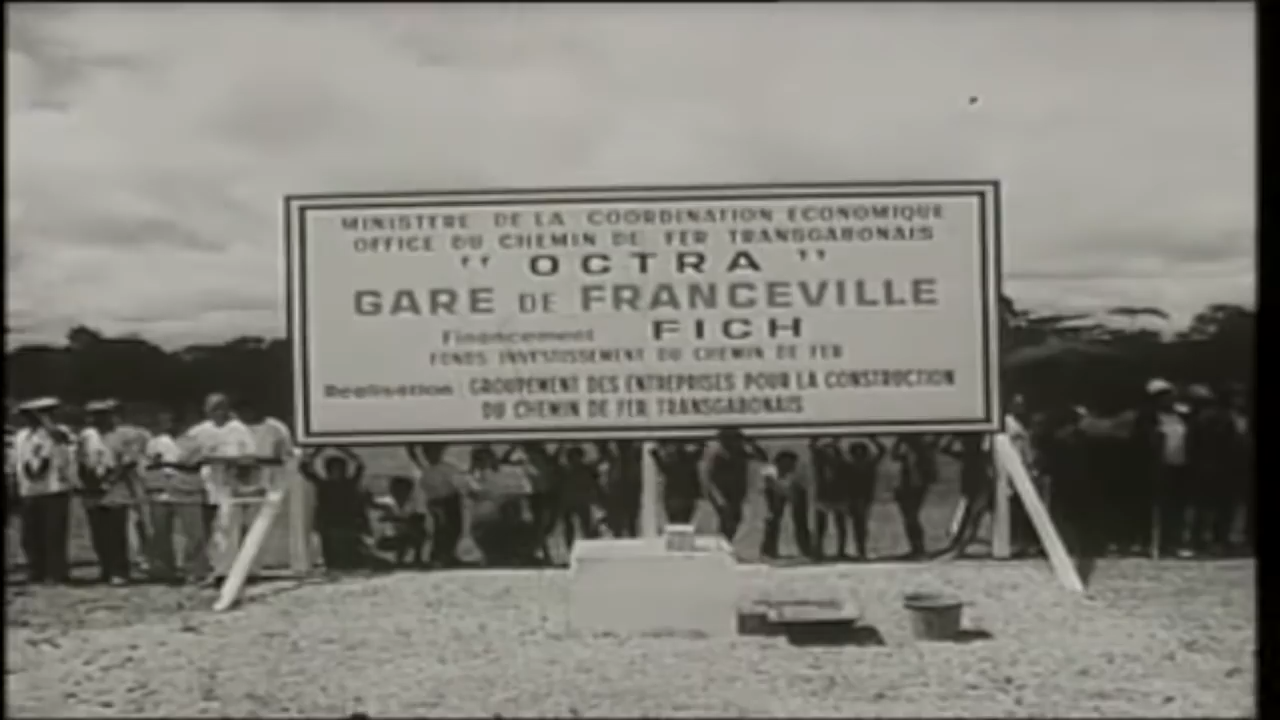 MINISTERE DE LA COORDINATION ECONOMIQUE
OFFICE DU CHEMIN DE FER TRANSGABONAIS
" OCTRA "
GARE DE FRANCEVILLE
Financement FICH
FONDS INVESTISSEMENT DU CHEMIN DE FER
Realisation : GROUPEMENT DES ENTREPRISES POUR LA CONSTRUCTION
DU CHEMIN DE FER TRANSGABONAIS